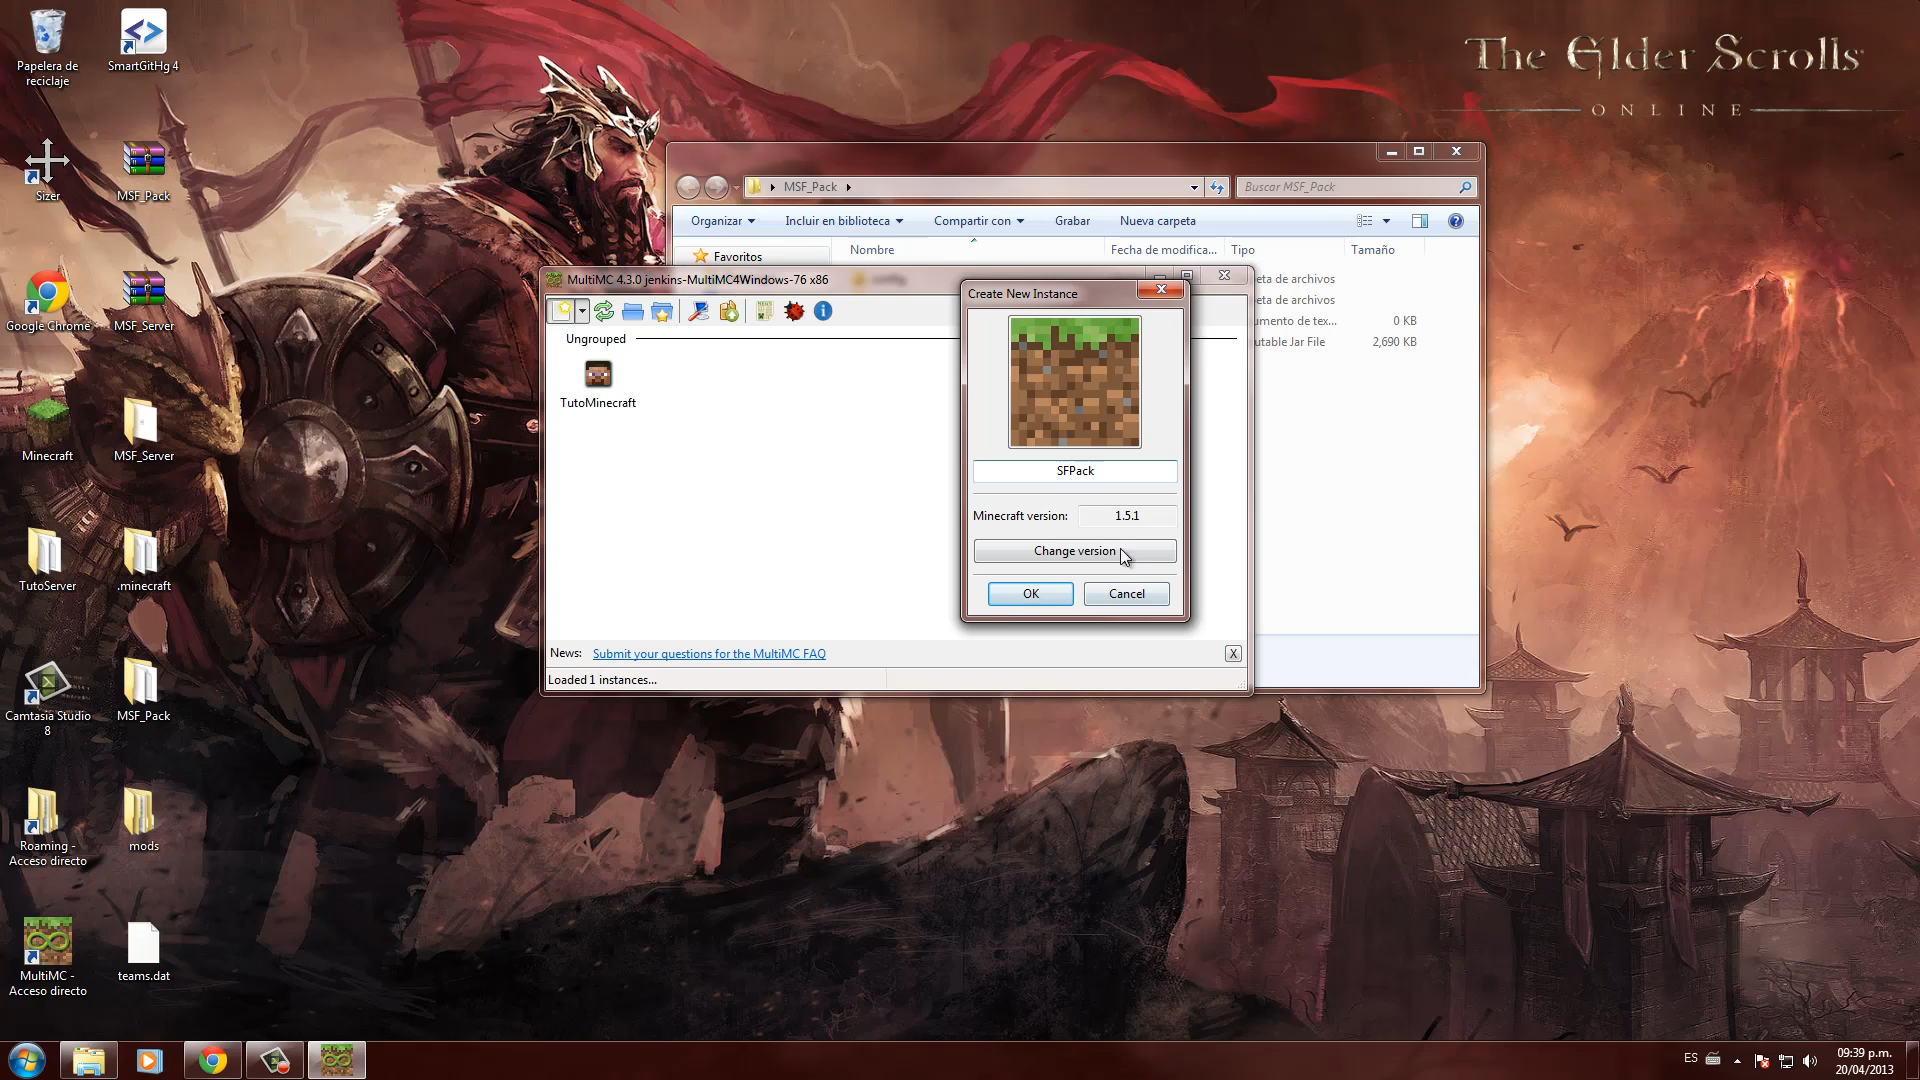 Papelera de
reciclaje
SmartGitHg 4
The Elder Scrolls
ONLINE
Sizer
MSF_Pack
Google Chrome
MSF_Server
Minecraft
MSF_Server
TutoServer
.minecraft
Camtasia Studio
8
MSF_Pack
Roaming -
Acceso directo
mods
MultiMC -
Acceso directo
teams.dat
MSF_Pack
Buscar MSF_Pack
Organizar
Incluir en biblioteca
Compartir con
Grabar
Nueva carpeta
Favoritos
Nombre
Fecha de modifica...
Tipo
Tamaño
eta de archivos
eta de archivos
umento de tex...
0 KB
utable Jar File
2,690 KB
MultiMC 4.3.0 jenkins-MultiMC4Windows-76 x86
Ungrouped
TutoMinecraft
News:
Submit your questions for the MultiMC FAQ
X
Loaded 1 instances...
Create New Instance
SFPack
Minecraft version:
1.5.1
Change version
OK
Cancel
ES
09:39 p.m.
20/04/2013